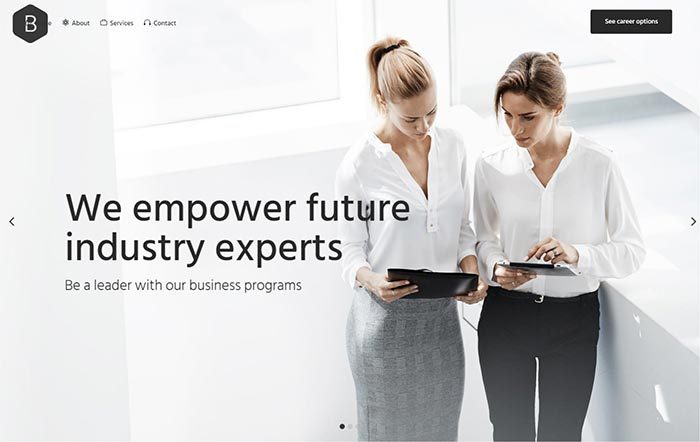 B
About
Services
Contact
See career options
We empower future
industry experts
Be a leader with our business programs